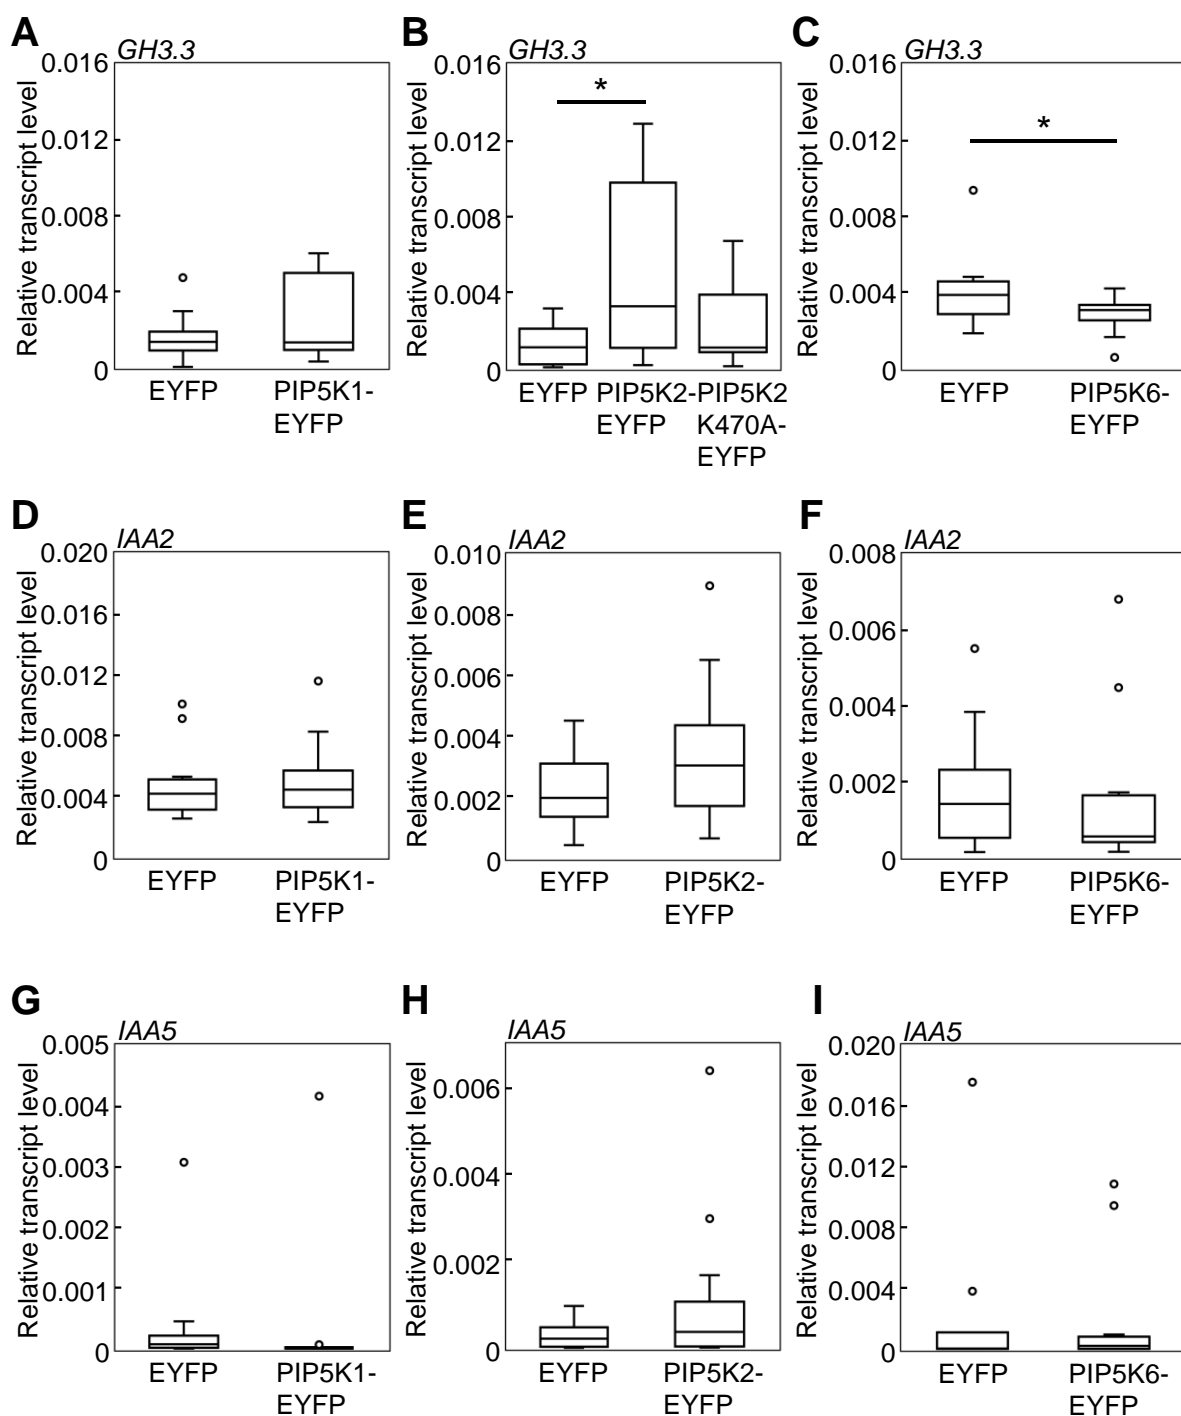 A
GH3.3
Relative transcript level
0.016
0.012
0.008
0.004
0
EYFP
PIP5K1-
EYFP
B
GH3.3
Relative transcript level
0.016
0.012
0.008
0.004
0
*
EYFP
PIP5K2-
EYFP
PIP5K2
K470A-
EYFP
C
GH3.3
Relative transcript level
0.016
0.012
0.008
0.004
0
*
EYFP
PIP5K6-
EYFP
D
IAA2
Relative transcript level
0.020
0.016
0.012
0.008
0.004
0
EYFP
PIP5K1-
EYFP
E
IAA2
Relative transcript level
0.010
0.008
0.006
0.004
0.002
0
EYFP
PIP5K2-
EYFP
F
IAA2
Relative transcript level
0.008
0.006
0.004
0.002
0
EYFP
PIP5K6-
EYFP
G
IAA5
Relative transcript level
0.005
0.004
0.003
0.002
0.001
0
EYFP
PIP5K1-
EYFP
H
IAA5
Relative transcript level
0.006
0.004
0.002
0
EYFP
PIP5K2-
EYFP
I
IAA5
Relative transcript level
0.020
0.016
0.012
0.008
0.004
0
EYFP
PIP5K6-
EYFP